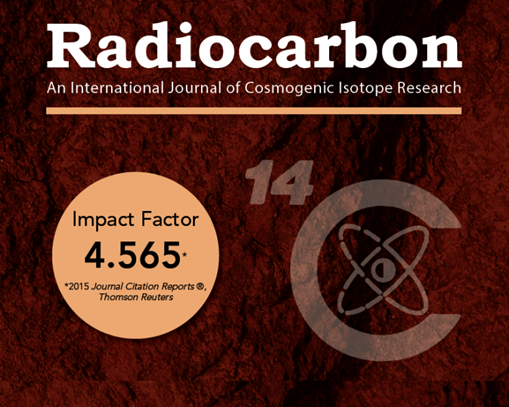 Radiocarbon
An International Journal of Cosmogenic Isotope Research
14
C
Impact Factor
4.565*
*2015 Journal Citation Reports ®,
Thomson Reuters